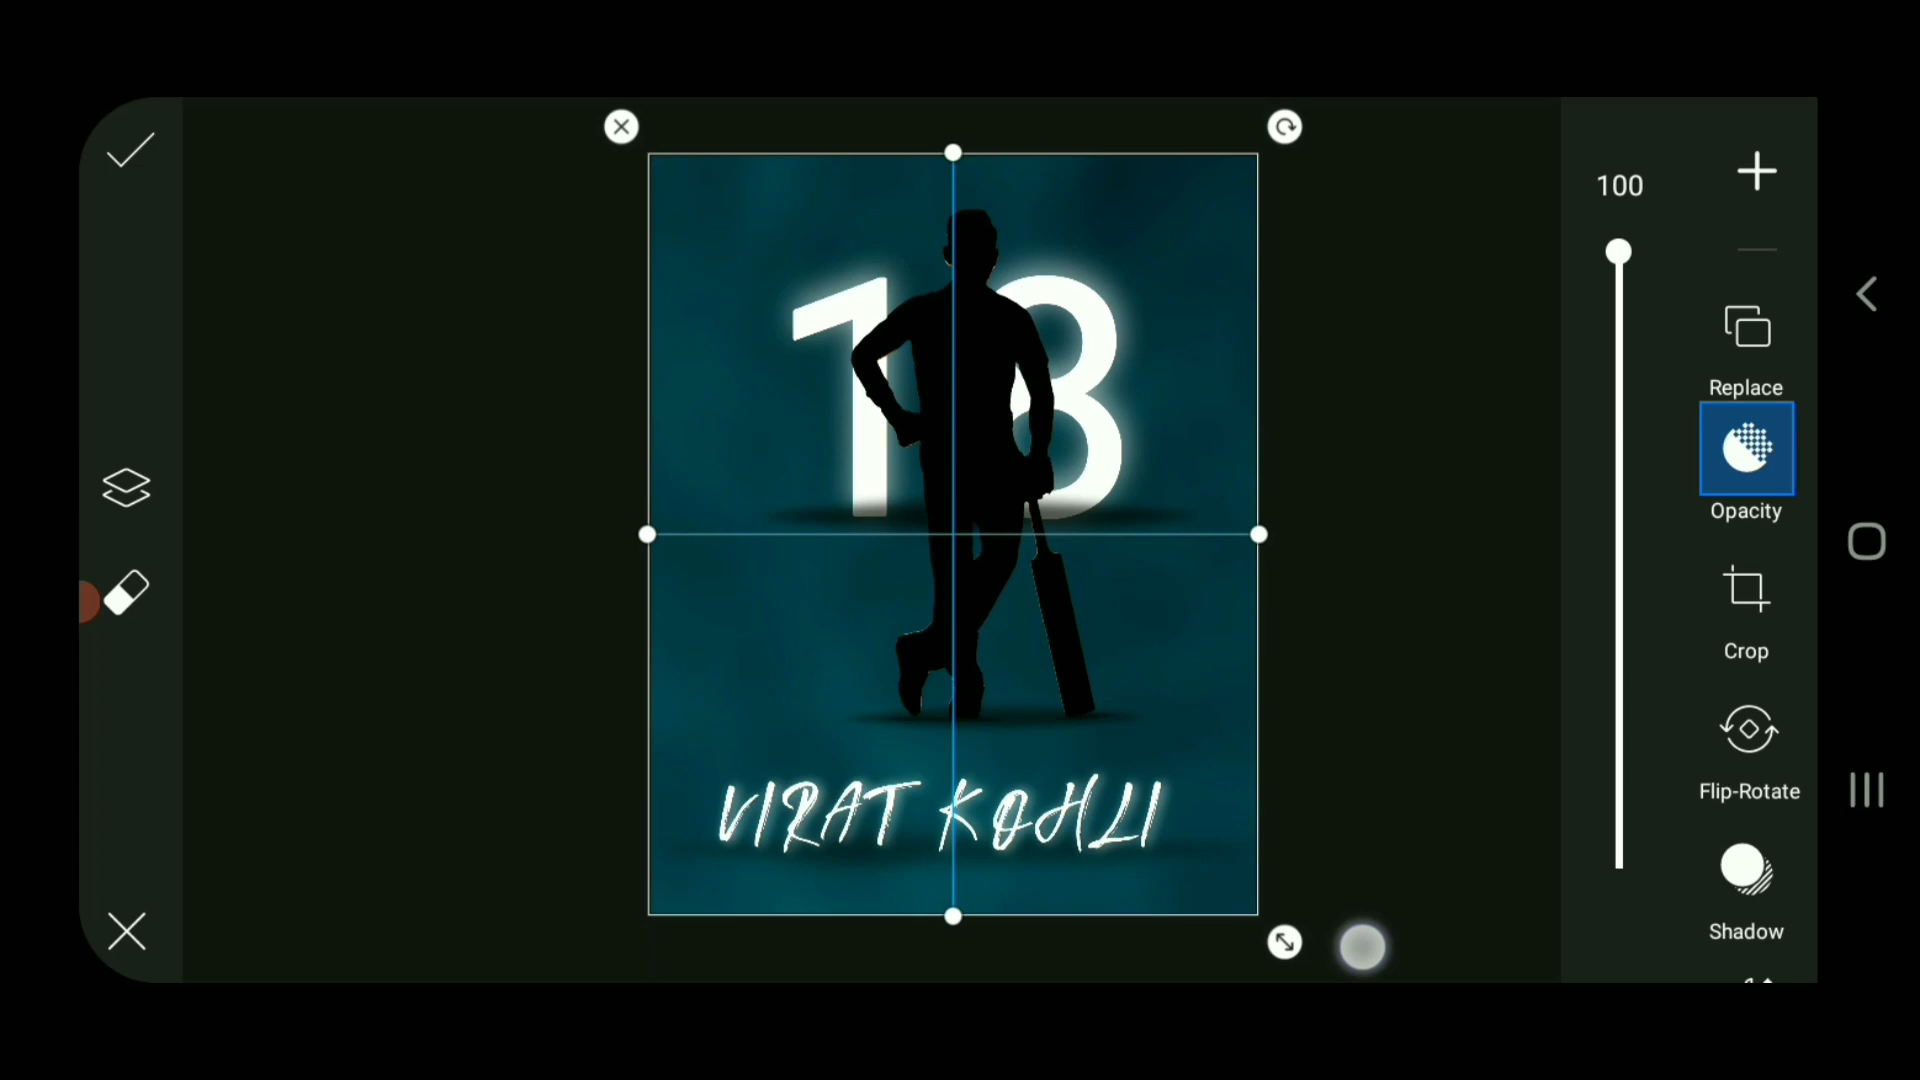 100
Replace
18
Opacity
Crop
Flip-Rotate
VIRAT KOHLI
Shadow